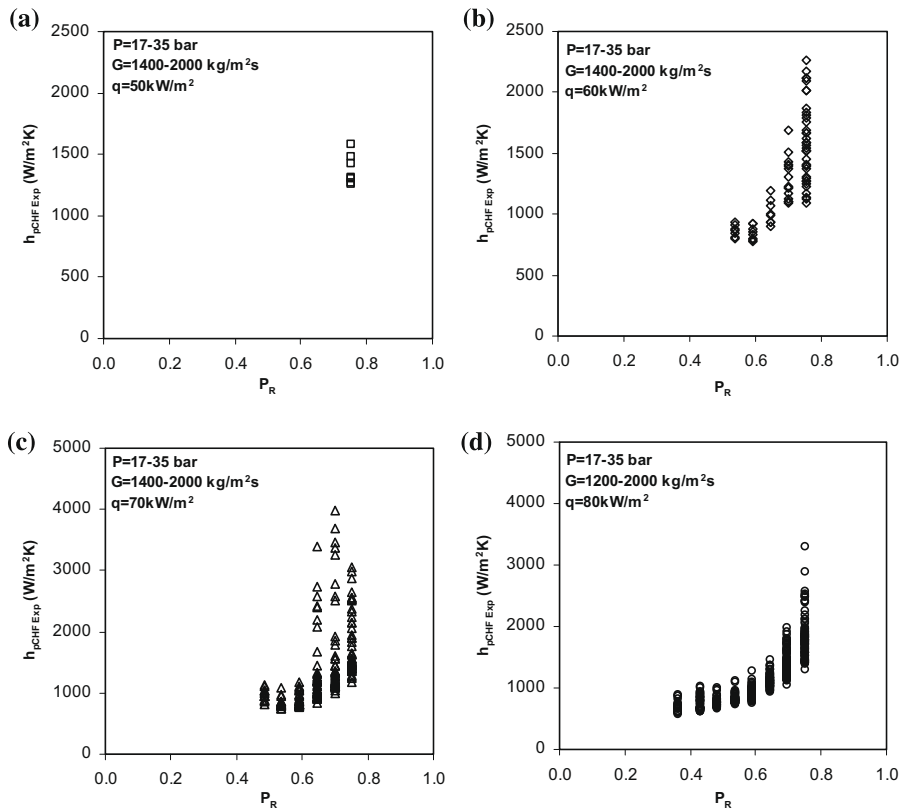 (a)
2500
2000
1500
1000
500
0
h_pCHF Exp (W/m²K)
P=17-35 bar
G=1400-2000 kg/m²s
q=50kW/m²
0.0 0.2 0.4 0.6 0.8 1.0
P_R
(b)
2500
2000
1500
1000
500
0
h_pCHF Exp (W/m²K)
P=17-35 bar
G=1400-2000 kg/m²s
q=60kW/m²
0.0 0.2 0.4 0.6 0.8 1.0
P_R
(c)
5000
4000
3000
2000
1000
0
h_pCHF Exp (W/m²K)
P=17-35 bar
G=1400-2000 kg/m²s
q=70kW/m²
0.0 0.2 0.4 0.6 0.8 1.0
P_R
(d)
5000
4000
3000
2000
1000
0
h_pCHF Exp (W/m²K)
P=17-35 bar
G=1200-2000 kg/m²s
q=80kW/m²
0.0 0.2 0.4 0.6 0.8 1.0
P_R